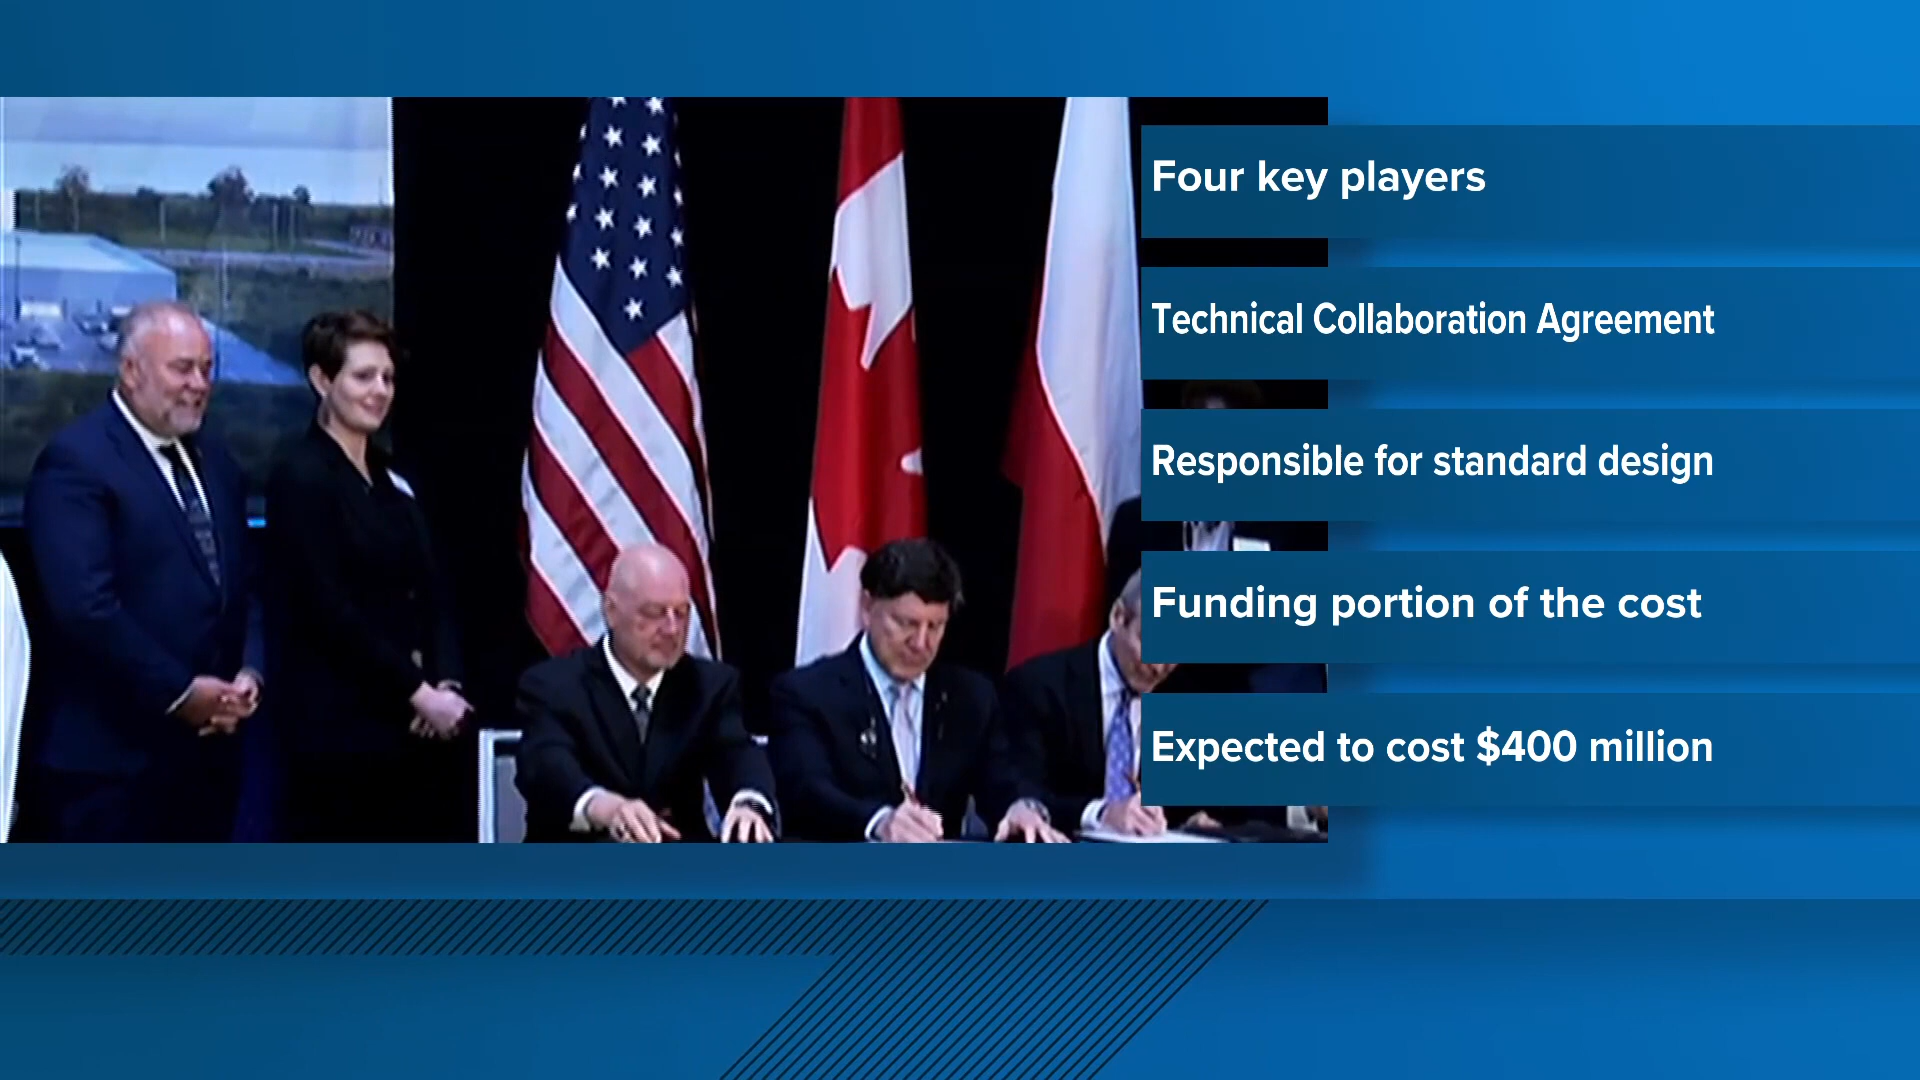 Four key players
Technical Collaboration Agreement
Responsible for standard design
Funding portion of the cost
Expected to cost $400 million